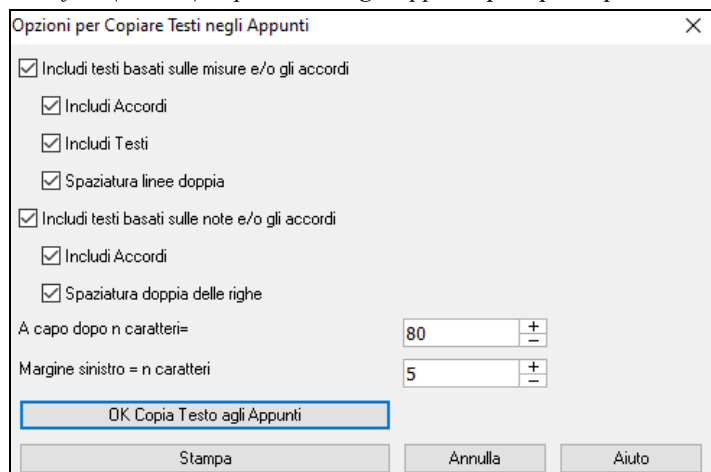 Opzioni per Copiare Testi negli Appunti
Includi testi basati sulle misure e/o gli accordi
Includi Accordi
Includi Testi
Spaziatura linee doppia
Includi testi basati sulle note e/o gli accordi
Includi Accordi
Spaziatura doppia delle righe
A capo dopo n caratteri= 80
Margine sinistro = n caratteri 5
OK Copia Testo agli Appunti
Stampa Annulla Aiuto